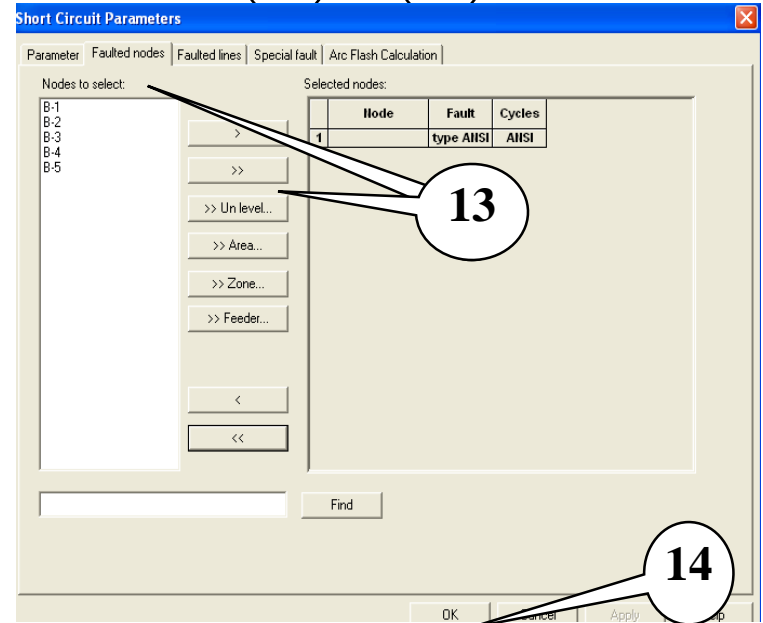 Short Circuit Parameters
Parameter Faulted nodes Faulted lines Special fault Arc Flash Calculation
Nodes to select: Selected nodes:
B-1
B-2
B-3
B-4
B-5
Node Fault Cycles
1 type ANSI ANSI
>
>>
>> Un level...
>> Area...
>> Zone...
>> Feeder...
<
<<
13
Find
14
OK Cancel Apply